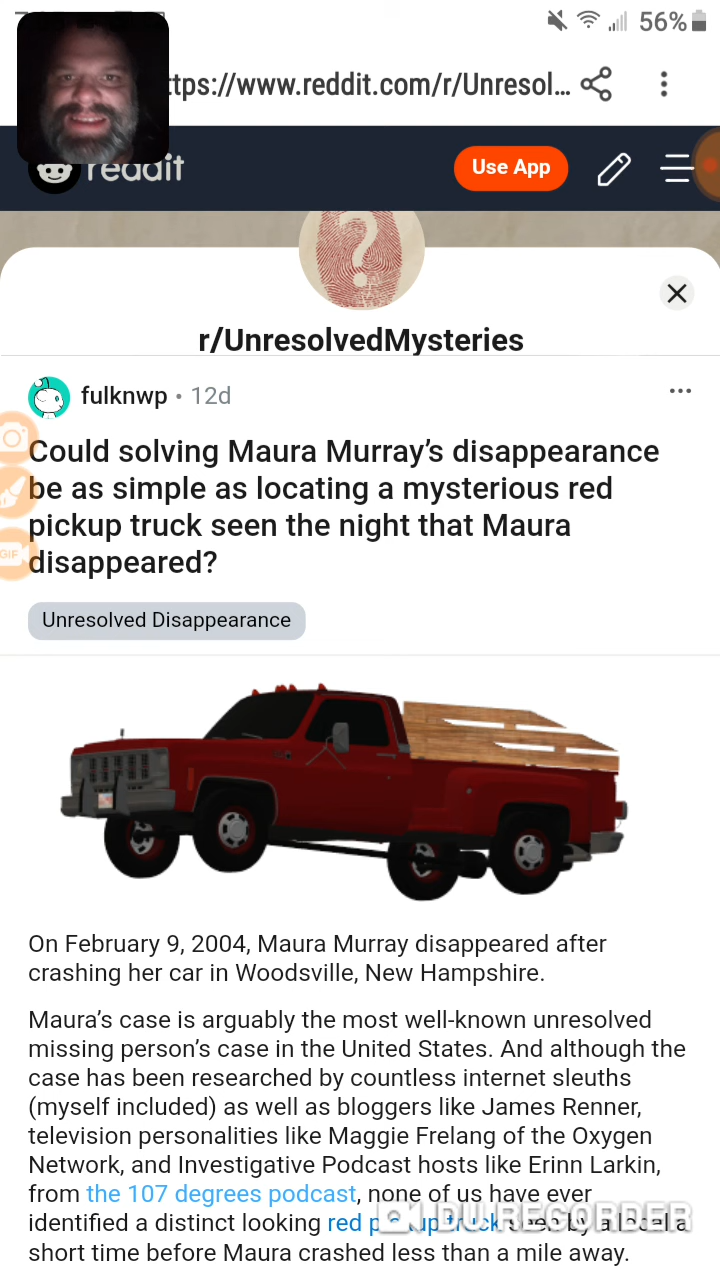 56%
ttps://www.reddit.com/r/Unresol...
reddit
Use App
?
r/UnresolvedMysteries
fulknwp • 12d
Could solving Maura Murray’s disappearance
be as simple as locating a mysterious red
pickup truck seen the night that Maura
disappeared?
GIF
Unresolved Disappearance
On February 9, 2004, Maura Murray disappeared after
crashing her car in Woodsville, New Hampshire.
Maura’s case is arguably the most well-known unresolved
missing person’s case in the United States. And although the
case has been researched by countless internet sleuths
(myself included) as well as bloggers like James Renner,
television personalities like Maggie Frelang of the Oxygen
Network, and Investigative Podcast hosts like Erinn Larkin,
from the 107 degrees podcast, none of us have ever
identified a distinct looking red pickup truck seen by a local a
DU RECORDER
short time before Maura crashed less than a mile away.